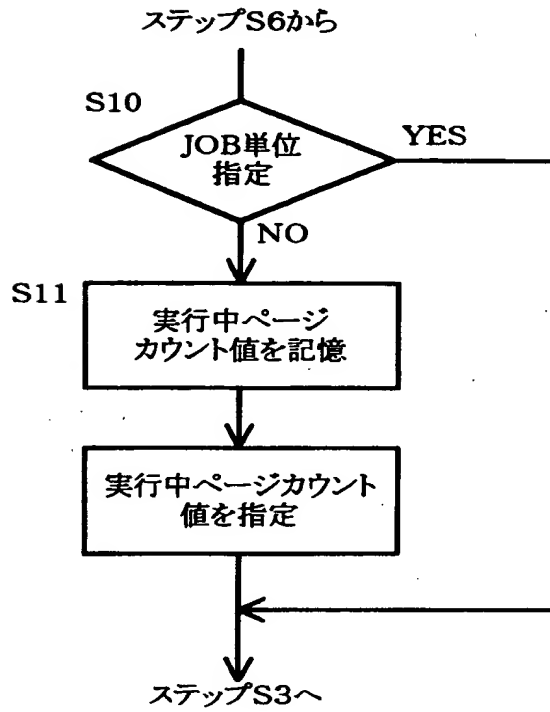 ステップS6から
S10
JOB単位
指定
YES
NO
S11
実行中ページ
カウント値を記憶
実行中ページカウント
値を指定
ステップS3へ